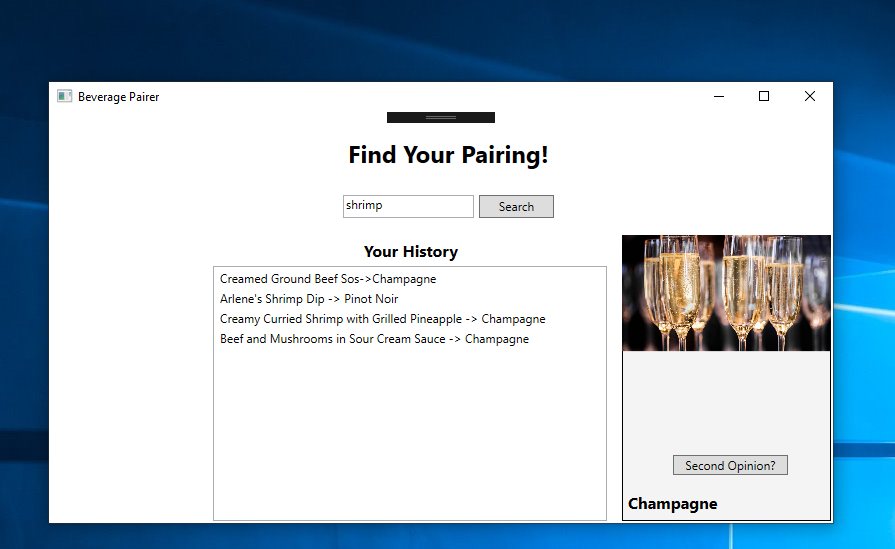 Beverage Pairer
Find Your Pairing!
shrimp
Search
Your History
Creamed Ground Beef Sos->Champagne
Arlene's Shrimp Dip -> Pinot Noir
Creamy Curried Shrimp with Grilled Pineapple -> Champagne
Beef and Mushrooms in Sour Cream Sauce -> Champagne
Second Opinion?
Champagne